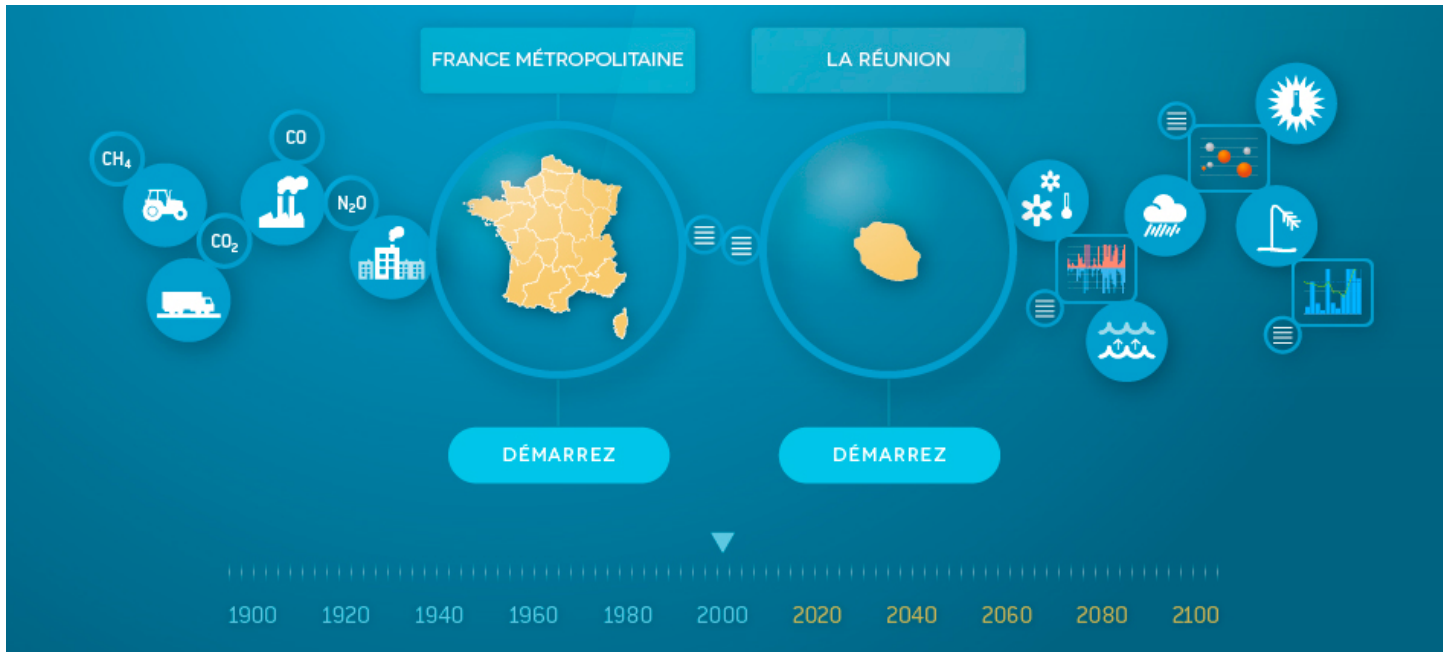 FRANCE MÉTROPOLITAINE
LA RÉUNION
CH₄
CO
CO₂
N₂O
DÉMARREZ
DÉMARREZ
1900 1920 1940 1960 1980 2000 2020 2040 2060 2080 2100